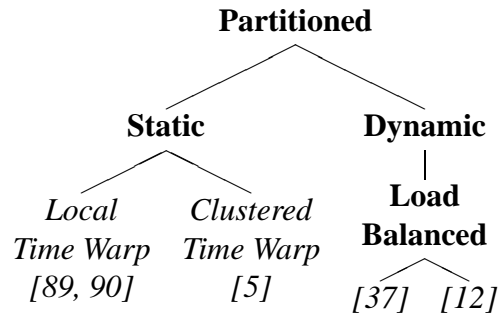 Partitioned
Static
Dynamic
Local
Time Warp
[89, 90]
Clustered
Time Warp
[5]
Load
Balanced
[37]
[12]